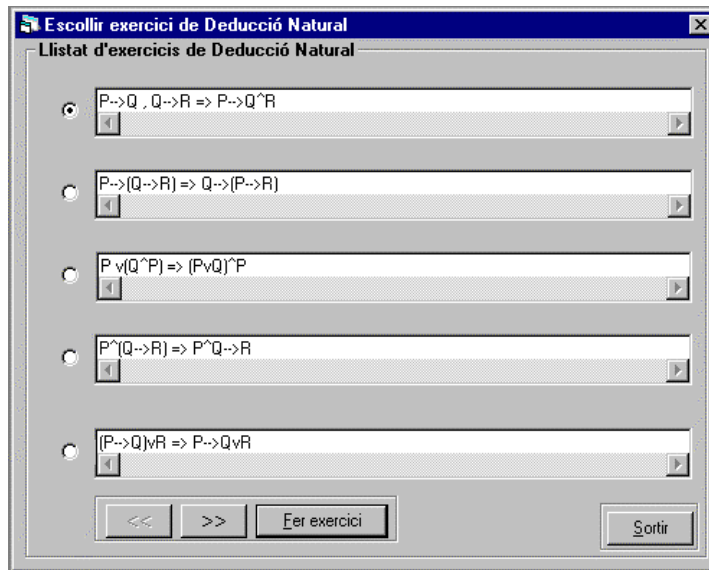 Escollir exercici de Deducció Natural
Llistat d'exercicis de Deducció Natural
P-->Q , Q-->R => P-->Q^R
P-->(Q-->R) => Q-->(P-->R)
P v(Q^P) => (PvQ)^P
P^(Q-->R) => P^Q-->R
(P-->Q)vR => P-->QvR
<< >> Fer exercici
Sortir